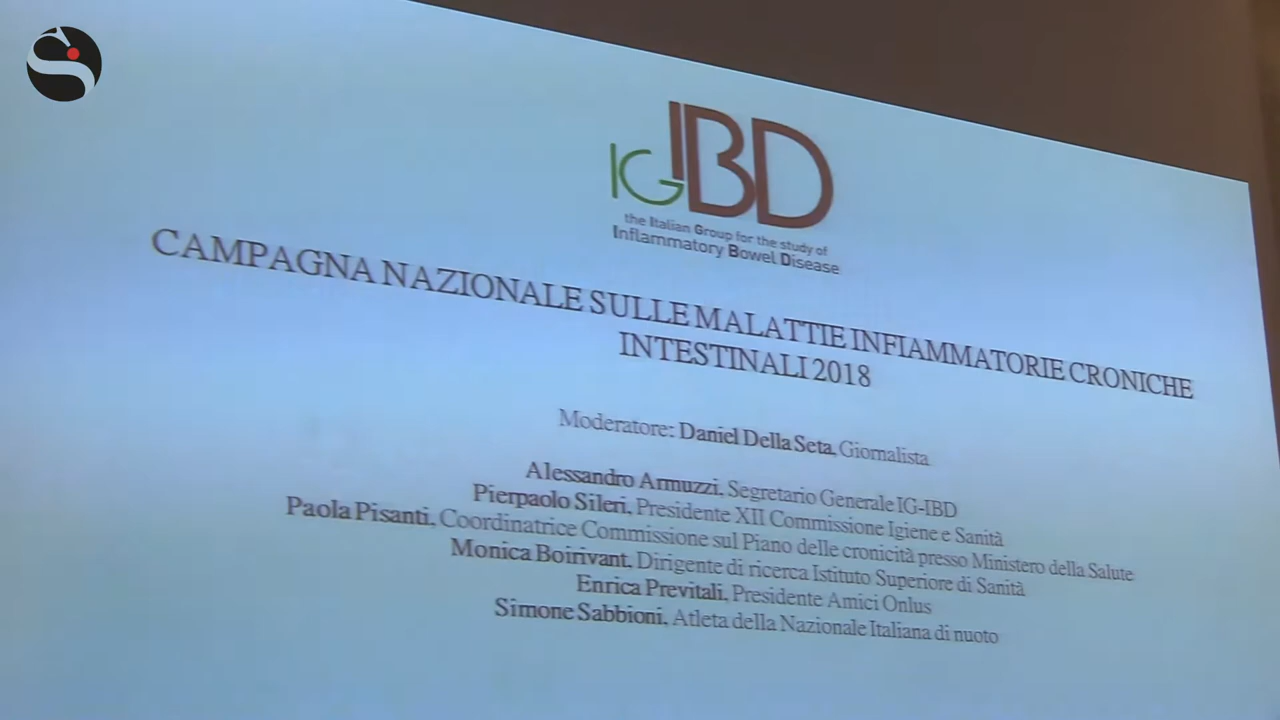 IG IBD
the Italian Group for the study of
Inflammatory Bowel Disease
CAMPAGNA NAZIONALE SULLE MALATTIE INFIAMMATORIE CRONICHE
INTESTINALI 2018
Moderatore: Daniel Della Seta, Giornalista
Alessandro Armuzzi, Segretario Generale IG-IBD
Pierpaolo Sileri, Presidente XII Commissione Igiene e Sanità
Paola Pisanti, Coordinatrice Commissione sul Piano delle cronicità presso Ministero della Salute
Monica Boirivant, Dirigente di ricerca Istituto Superiore di Sanità
Enrica Previtali, Presidente Amici Onlus
Simone Sabbioni, Atleta della Nazionale Italiana di nuoto